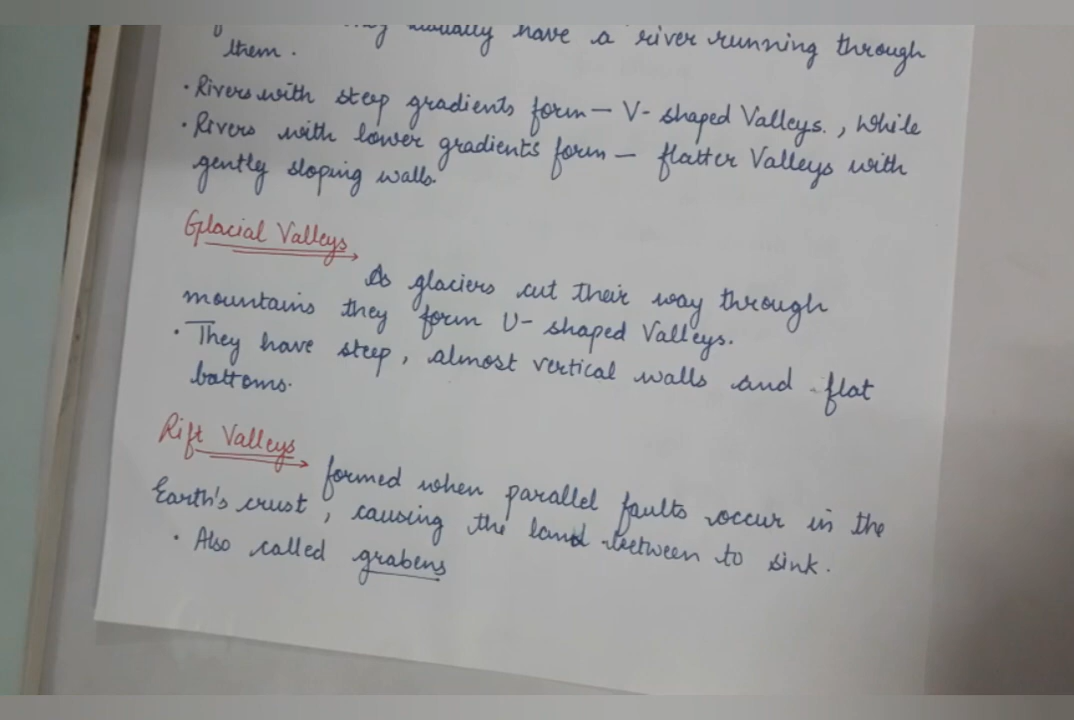 usually have a river running through
them.
• Rivers with steep gradients form — V- shaped Valleys., while
• Rivers with lower gradients form — flatter Valleys with
gently sloping walls.
Glacial Valleys
As glaciers cut their way through
mountains they form U- shaped Valleys.
• They have steep, almost vertical walls and flat
bottoms.
Rift Valleys
formed when parallel faults occur in the
Earth's crust, causing the land between to sink.
• Also called grabens